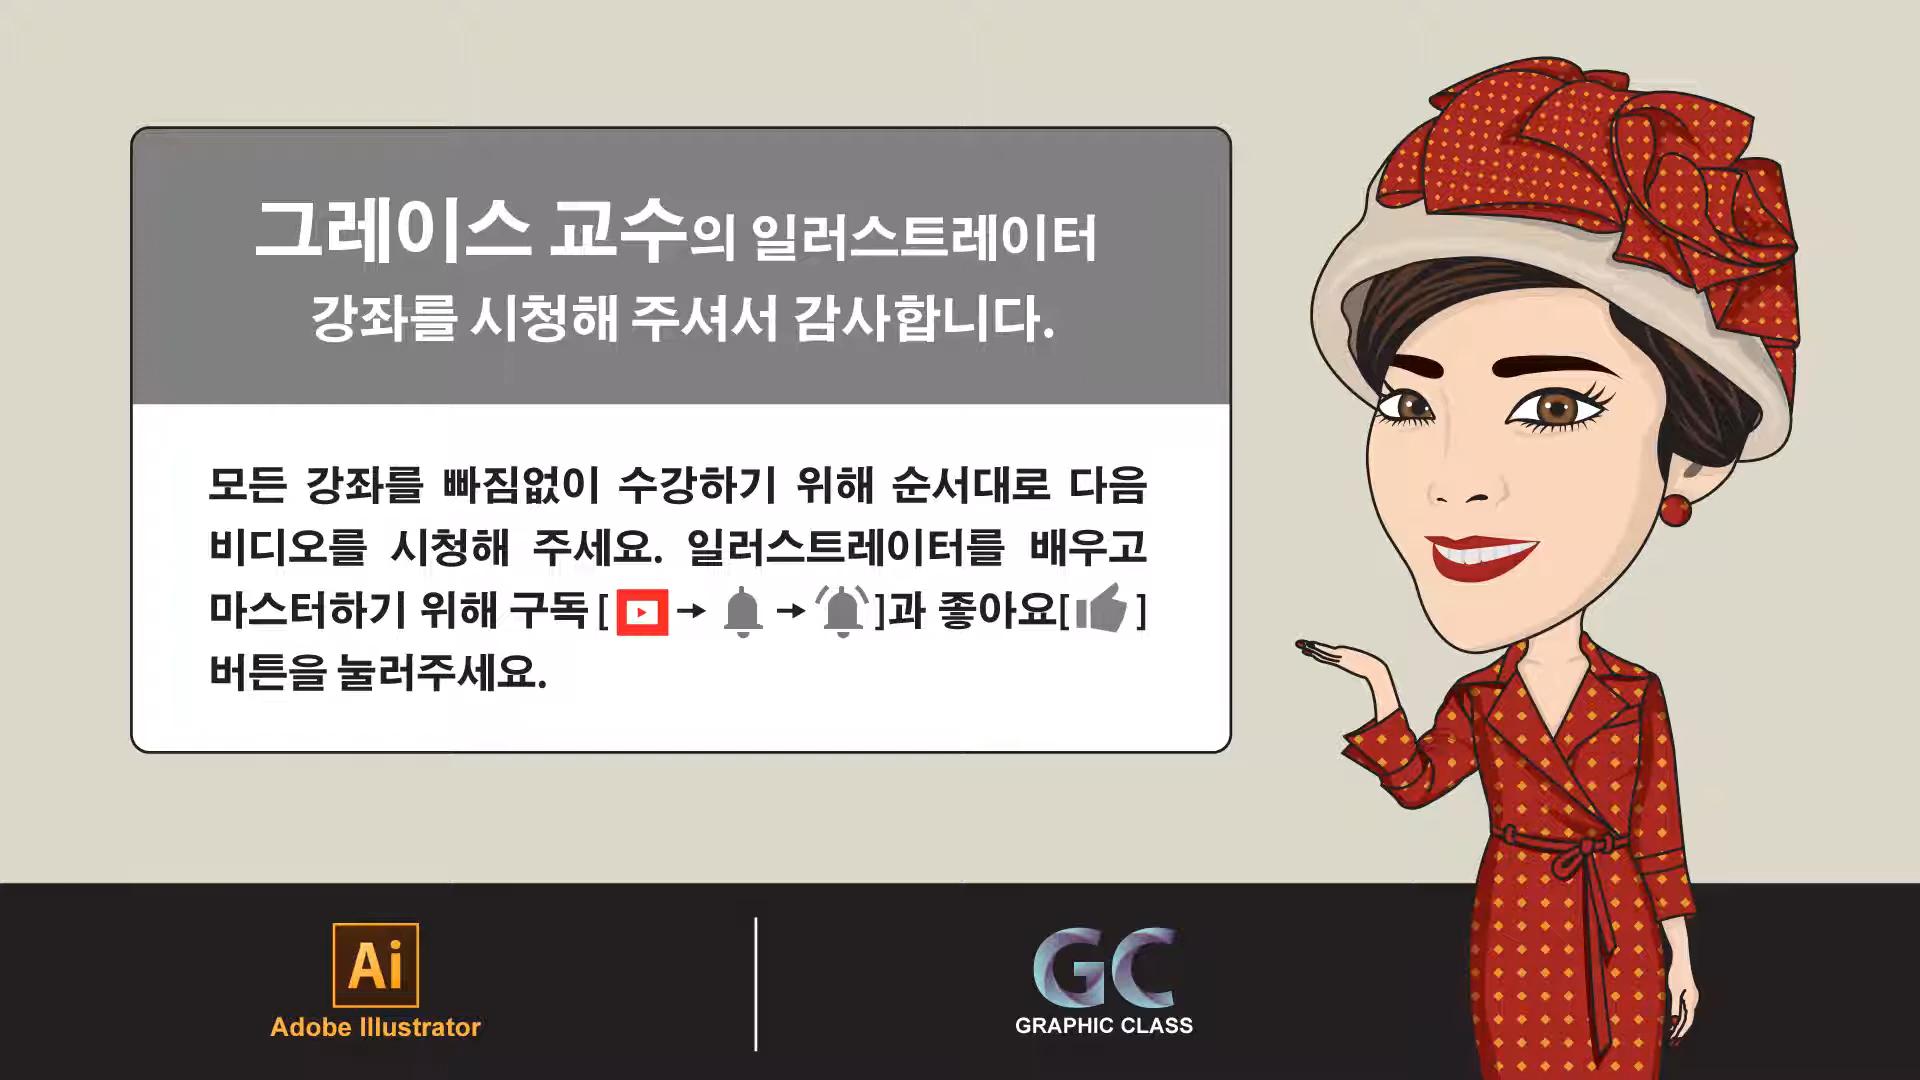 그레이스 교수의 일러스트레이터
강좌를 시청해 주셔서 감사합니다.
모든 강좌를 빠짐없이 수강하기 위해 순서대로 다음
비디오를 시청해 주세요. 일러스트레이터를 배우고
마스터하기 위해 구독 [ → → ]과 좋아요[ ]
버튼을 눌러주세요.
Ai
Adobe Illustrator
GC
GRAPHIC CLASS